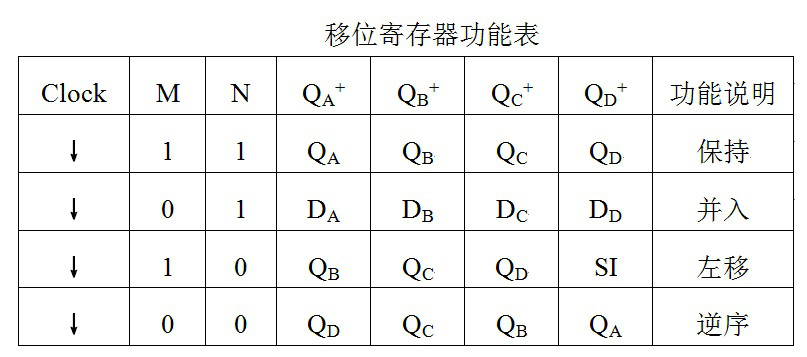 移位寄存器功能表
Clock M N Q_A^+ Q_B^+ Q_C^+ Q_D^+ 功能说明
↓ 1 1 Q_A Q_B Q_C Q_D 保持
↓ 0 1 D_A D_B D_C D_D 并入
↓ 1 0 Q_B Q_C Q_D SI 左移
↓ 0 0 Q_D Q_C Q_B Q_A 逆序